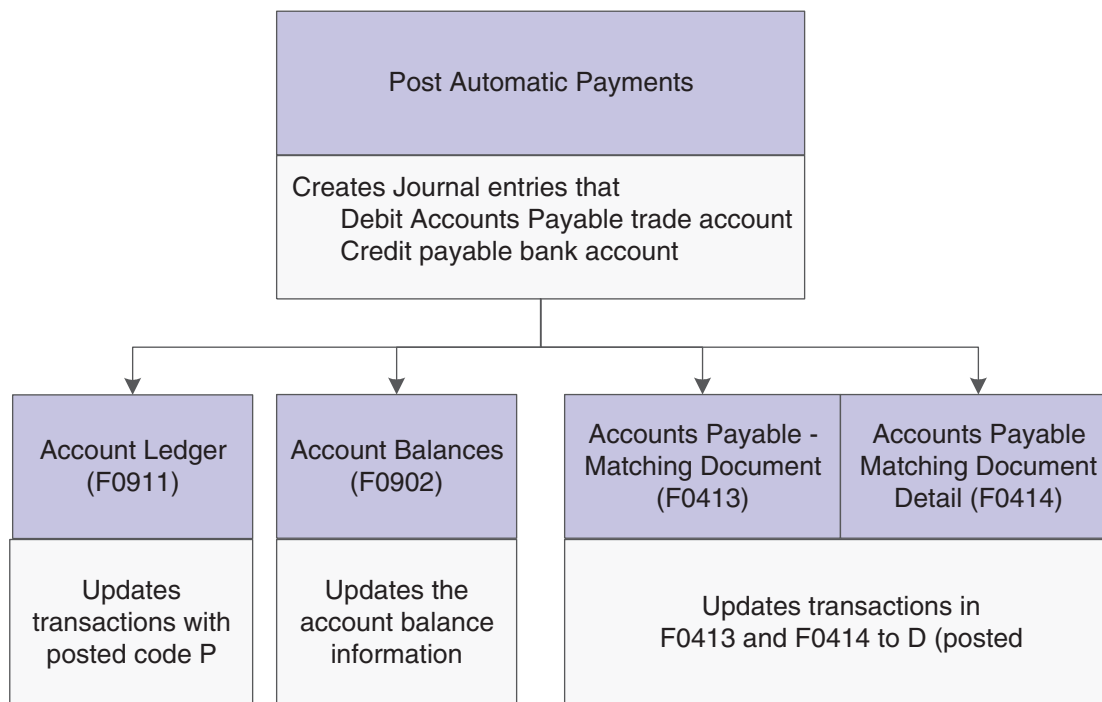 Post Automatic Payments
Creates Journal entries that
Debit Accounts Payable trade account
Credit payable bank account
Account Ledger
(F0911)
Updates
transactions with
posted code P
Account Balances
(F0902)
Updates the
account balance
information
Accounts Payable -
Matching Document
(F0413)
Accounts Payable
Matching Document
Detail (F0414)
Updates transactions in
F0413 and F0414 to D (posted